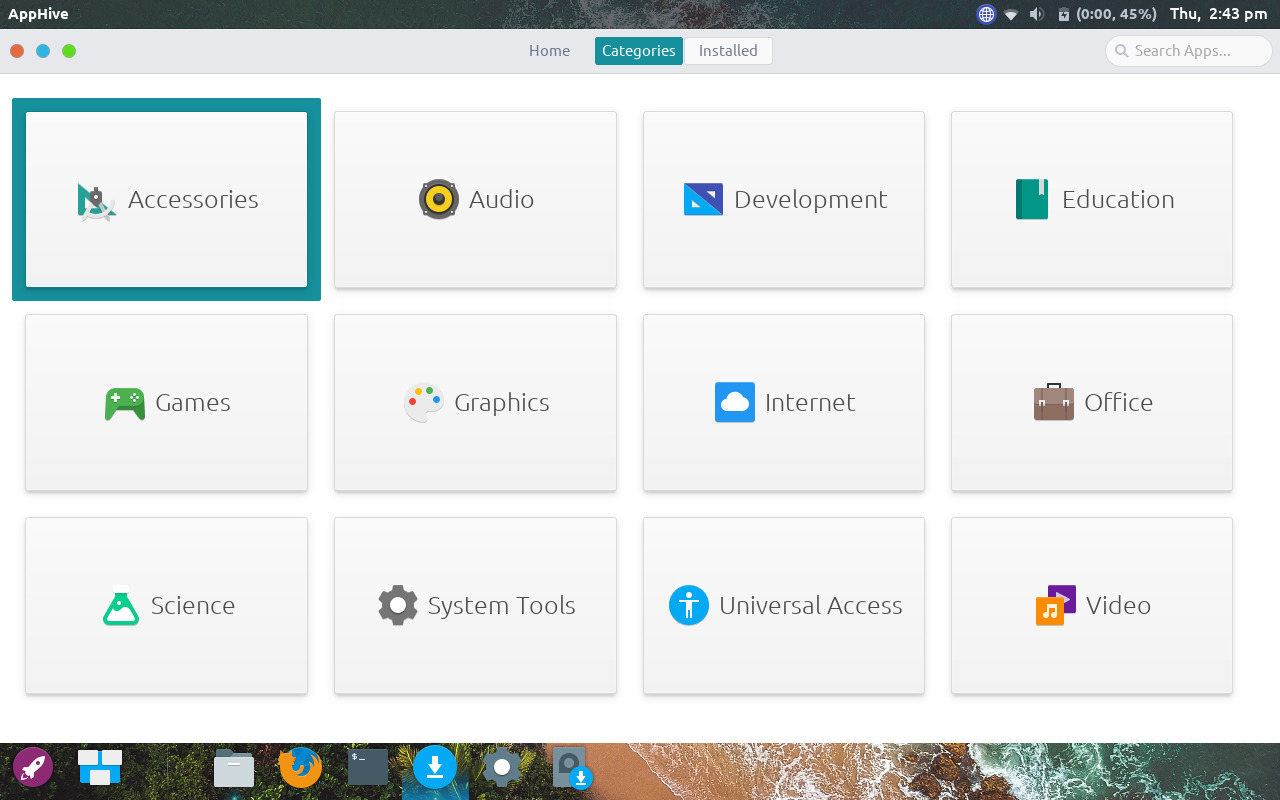 AppHive
(0:00, 45%) Thu, 2:43 pm
Home Categories Installed Search Apps...
Accessories Audio Development Education
Games Graphics Internet Office
Science System Tools Universal Access Video
$_